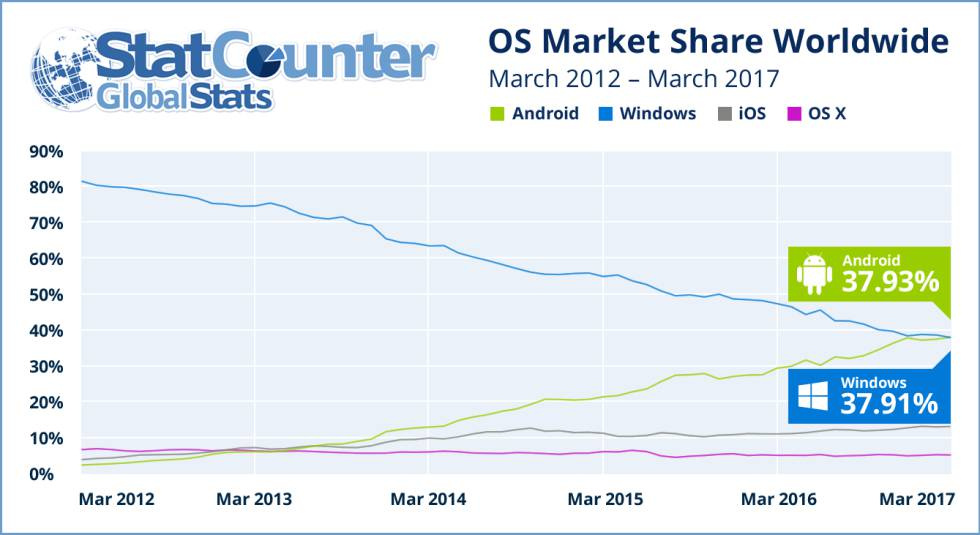 StatCounter
GlobalStats
OS Market Share Worldwide
March 2012 – March 2017
Android Windows iOS OS X
90%
80%
70%
60%
50%
40%
30%
20%
10%
0%
Android
37.93%
Windows
37.91%
Mar 2012 Mar 2013 Mar 2014 Mar 2015 Mar 2016 Mar 2017